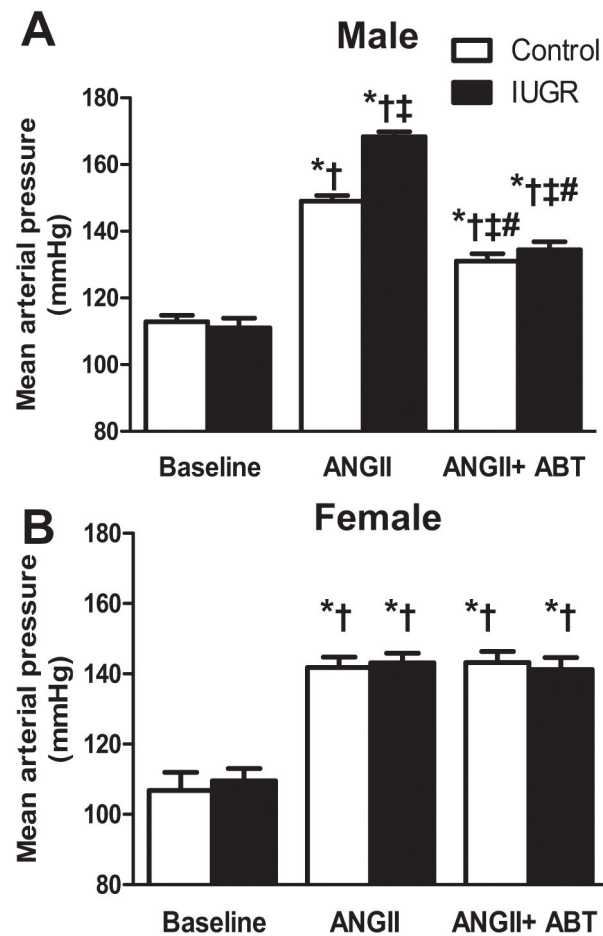 A
Male
Control
IUGR
Mean arterial pressure
(mmHg)
180
160
140
120
100
80
*†
*†‡
*†‡#
*†‡#
Baseline
ANGII
ANGII+ ABT
B
Female
Mean arterial pressure
(mmHg)
180
160
140
120
100
80
*†
*†
*†
*†
Baseline
ANGII
ANGII+ ABT